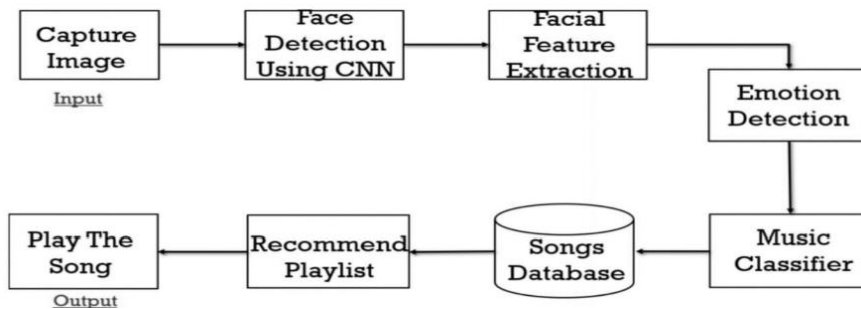 Capture
Image
Input
Face
Detection
Using CNN
Facial
Feature
Extraction
Emotion
Detection
Music
Classifier
Songs
Database
Recommend
Playlist
Play The
Song
Output